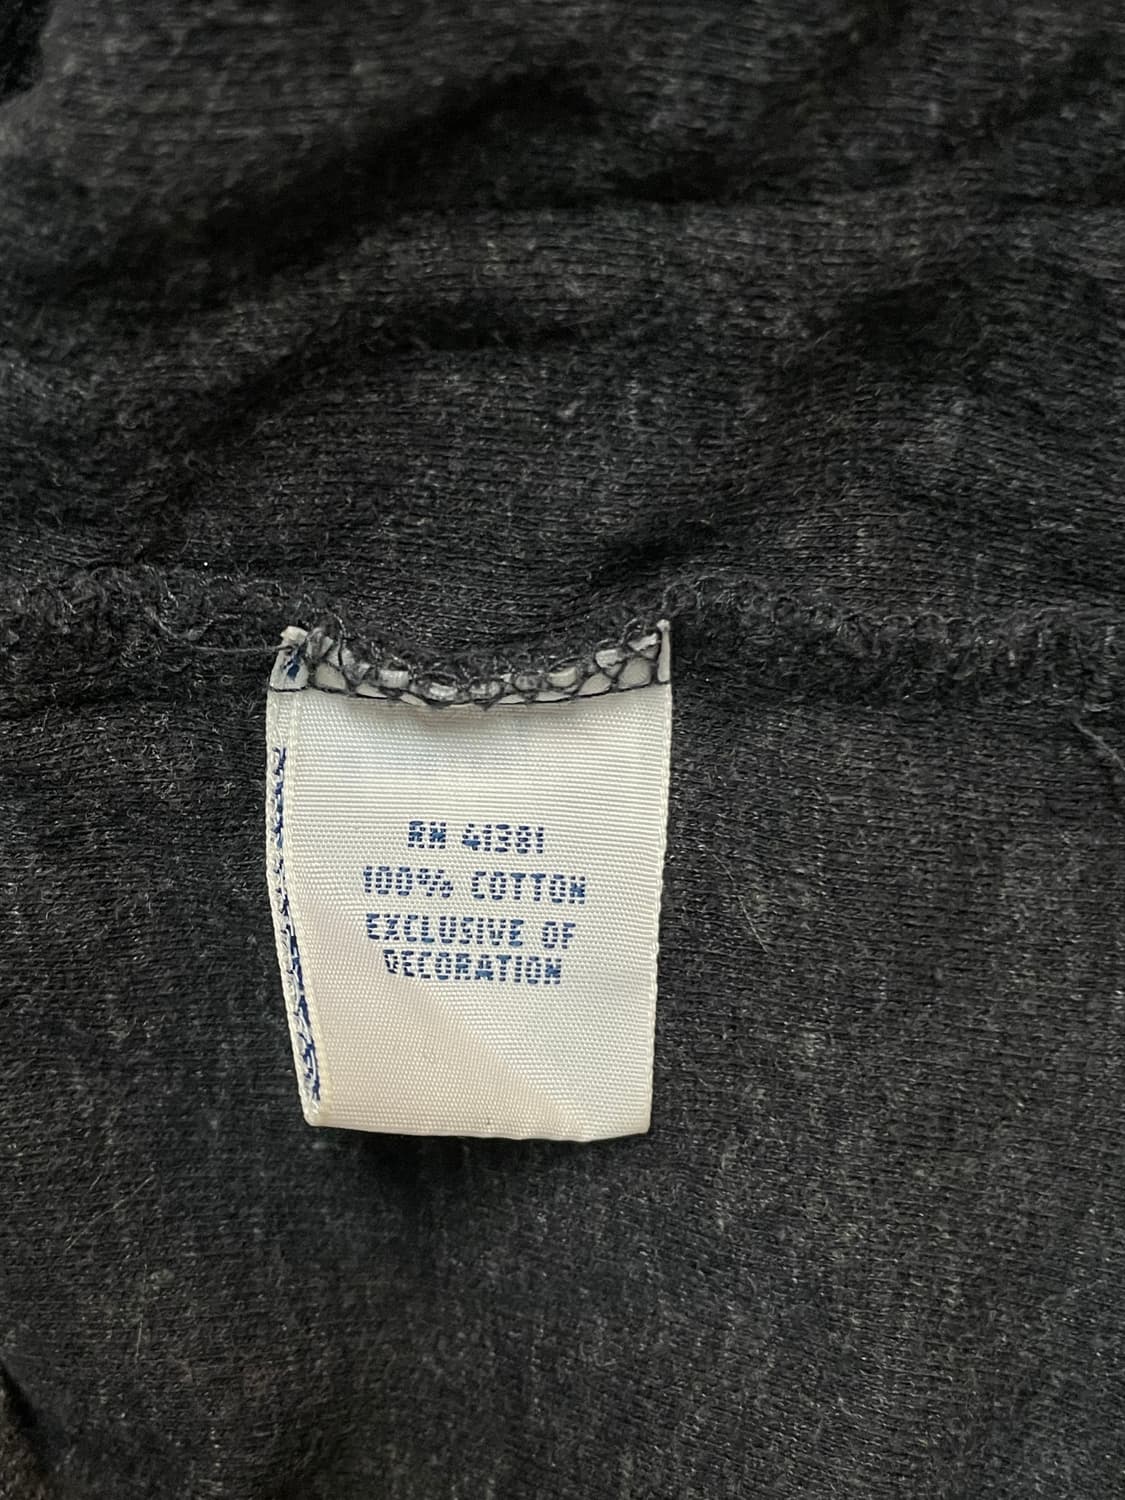 RN 41381
100% COTTON
EXCLUSIVE OF
DECORATION